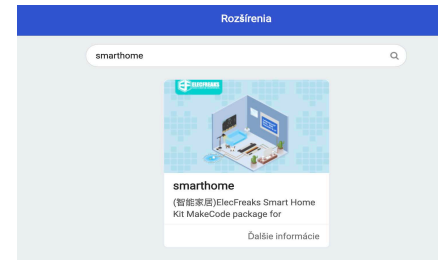 Rozšírenia
smarthome
ELECFREAKS
smarthome
(智能家居)ElecFreaks Smart Home
Kit MakeCode package for
Ďalšie informácie